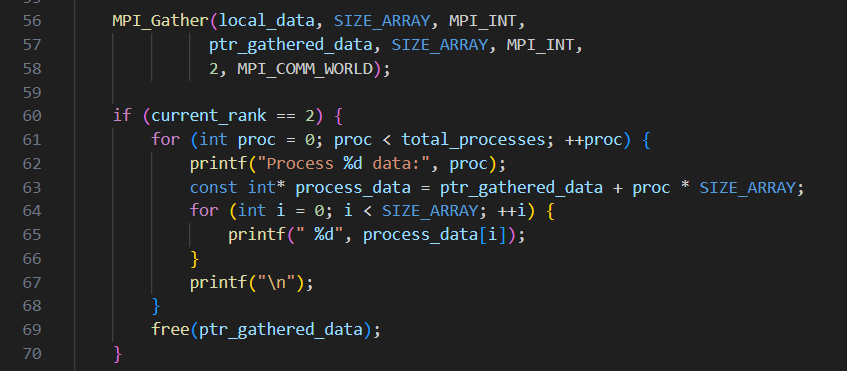 56 MPI_Gather(local_data, SIZE_ARRAY, MPI_INT,
57 ptr_gathered_data, SIZE_ARRAY, MPI_INT,
58 2, MPI_COMM_WORLD);
59
60 if (current_rank == 2) {
61 for (int proc = 0; proc < total_processes; ++proc) {
62 printf("Process %d data:", proc);
63 const int* process_data = ptr_gathered_data + proc * SIZE_ARRAY;
64 for (int i = 0; i < SIZE_ARRAY; ++i) {
65 printf(" %d", process_data[i]);
66 }
67 printf("\n");
68 }
69 free(ptr_gathered_data);
70 }